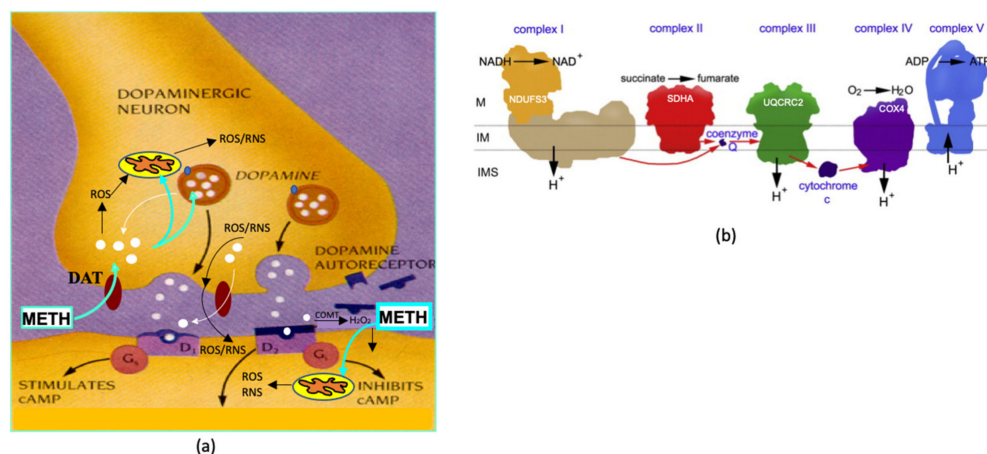 DOPAMINERGIC
NEURON
ROS/RNS
DOPAMINE
ROS
ROS/RNS
DOPAMINE
AUTORECEPTOR
DAT
METH
METH
COMT
H2O2
D1
ROS/RNS
D2
Gs
Gi
STIMULATES
cAMP
ROS
RNS
INHIBITS
cAMP
(a)
(b)
complex I
complex II
complex III
complex IV
complex V
NADH
NAD+
succinate
fumarate
O2
H2O
ADP
ATP
NDUFS3
SDHA
UQCRC2
COX4
M
IM
IMS
coenzyme
Q
cytochrome
c
H+
H+
H+
H+